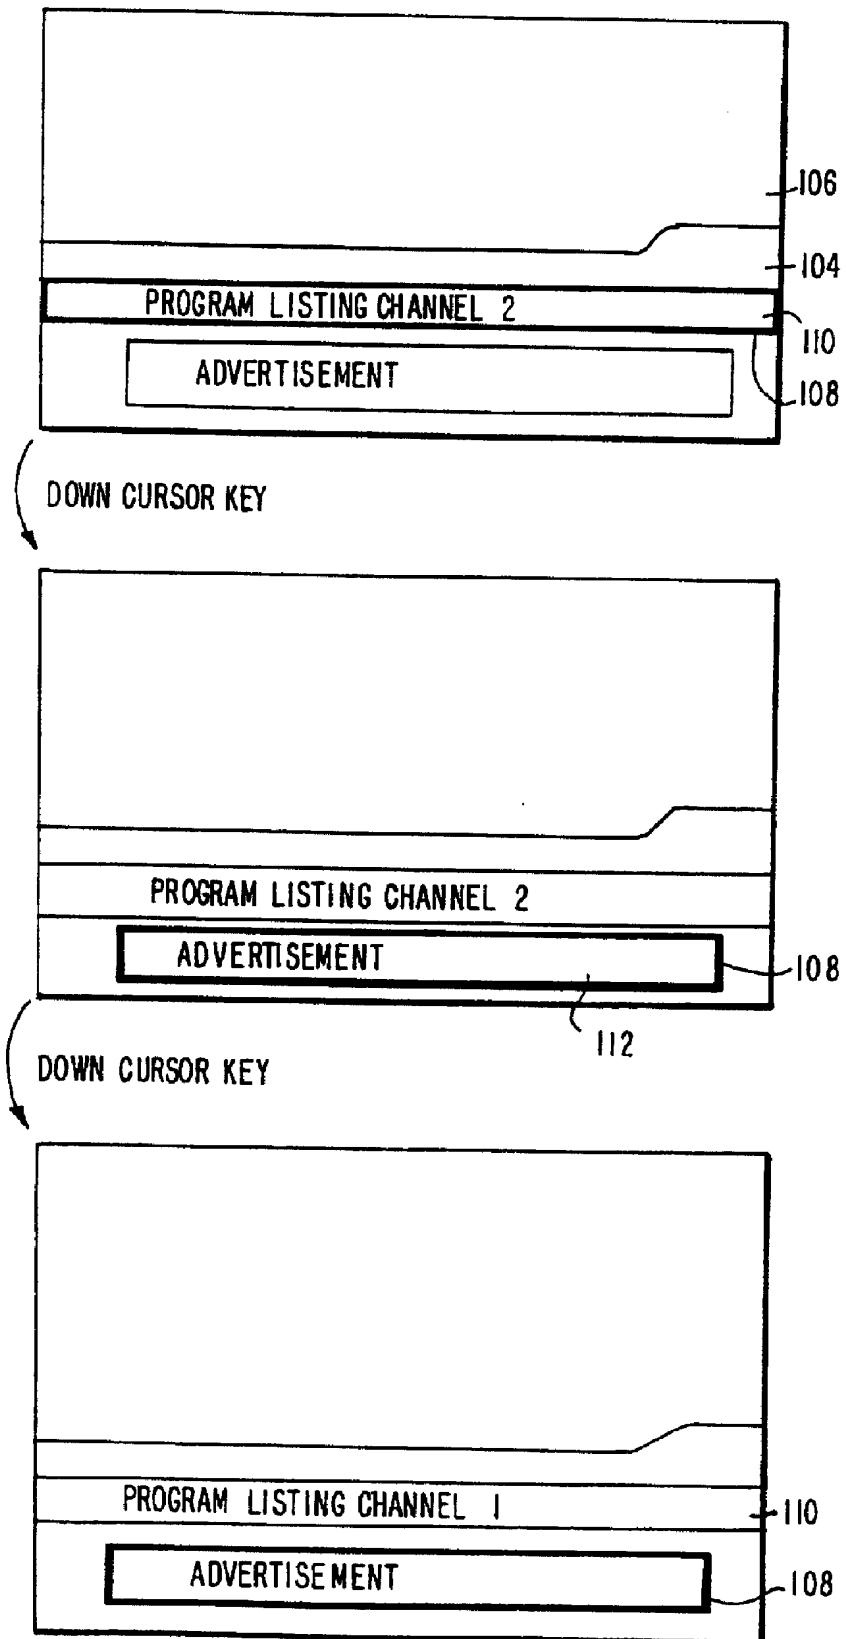 106
104
PROGRAM LISTING CHANNEL 2
110
ADVERTISEMENT
108
DOWN CURSOR KEY
PROGRAM LISTING CHANNEL 2
ADVERTISEMENT
108
112
DOWN CURSOR KEY
PROGRAM LISTING CHANNEL 1
110
ADVERTISEMENT
108